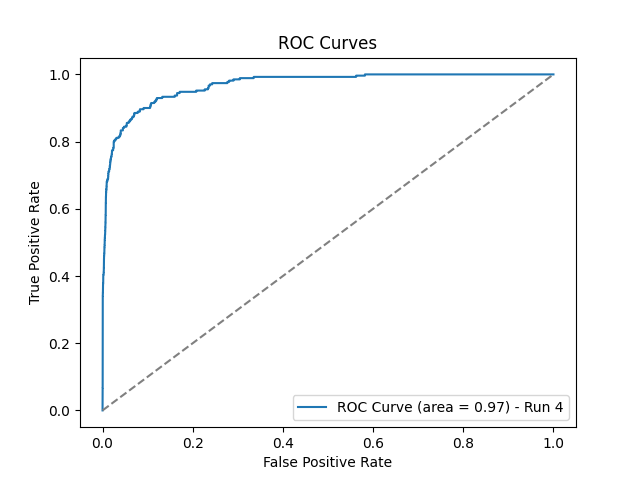 ROC Curves
1.0
0.8
0.6
0.4
0.2
0.0
True Positive Rate
ROC Curve (area = 0.97) - Run 4
0.0 0.2 0.4 0.6 0.8 1.0
False Positive Rate